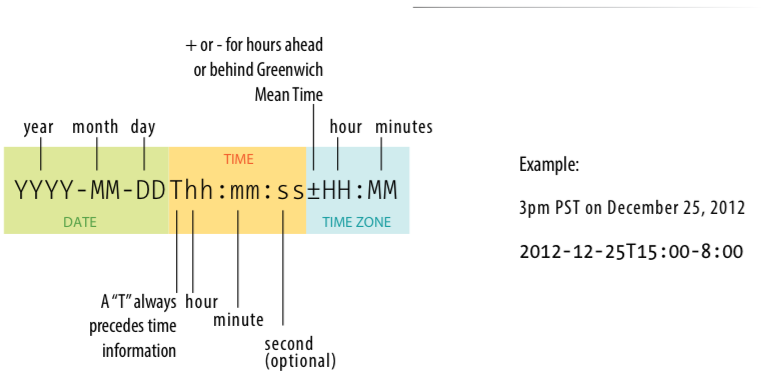 + or - for hours ahead
or behind Greenwich
Mean Time
year month day
hour minutes
TIME
YYYY-MM-DDThh:mm:ss±HH:MM
DATE
TIME ZONE
A “T” always
precedes time
information
hour
minute
second
(optional)
Example:
3pm PST on December 25, 2012
2012-12-25T15:00-8:00